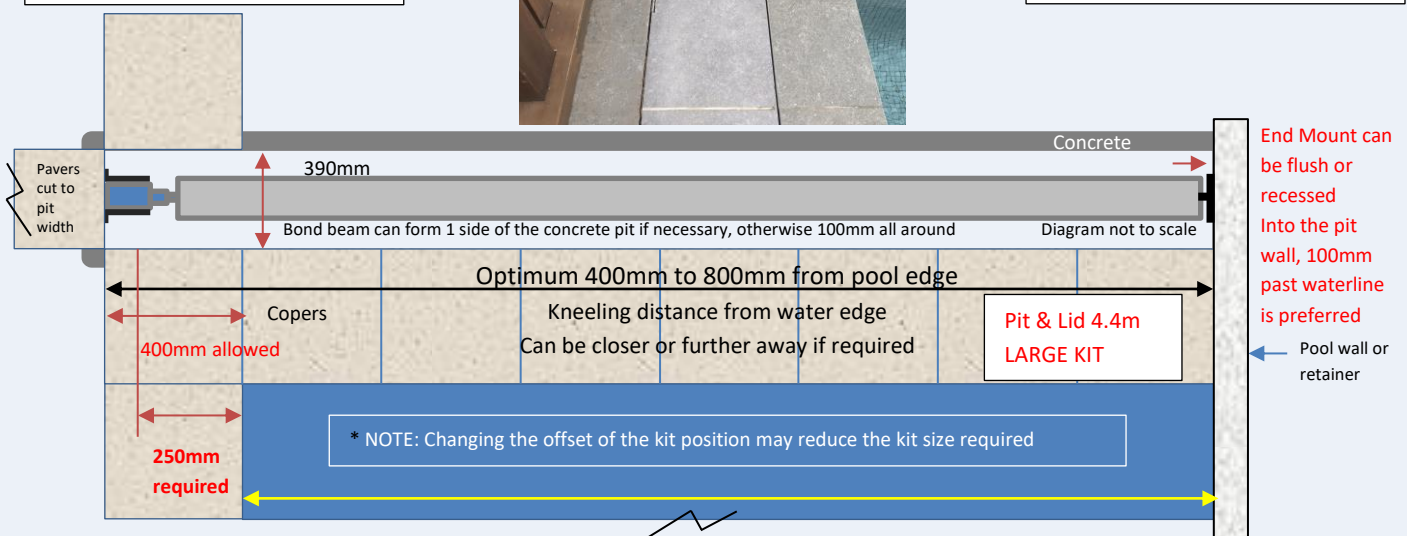 Concrete
End Mount can
be flush or
recessed
Into the pit
wall, 100mm
past waterline
is preferred
Pavers
cut to
pit
width
390mm
Bond beam can form 1 side of the concrete pit if necessary, otherwise 100mm all around
Diagram not to scale
Optimum 400mm to 800mm from pool edge
Copers
Kneeling distance from water edge
400mm allowed
Can be closer or further away if required
Pit & Lid 4.4m
LARGE KIT
Pool wall or
retainer
* NOTE: Changing the offset of the kit position may reduce the kit size required
250mm
required